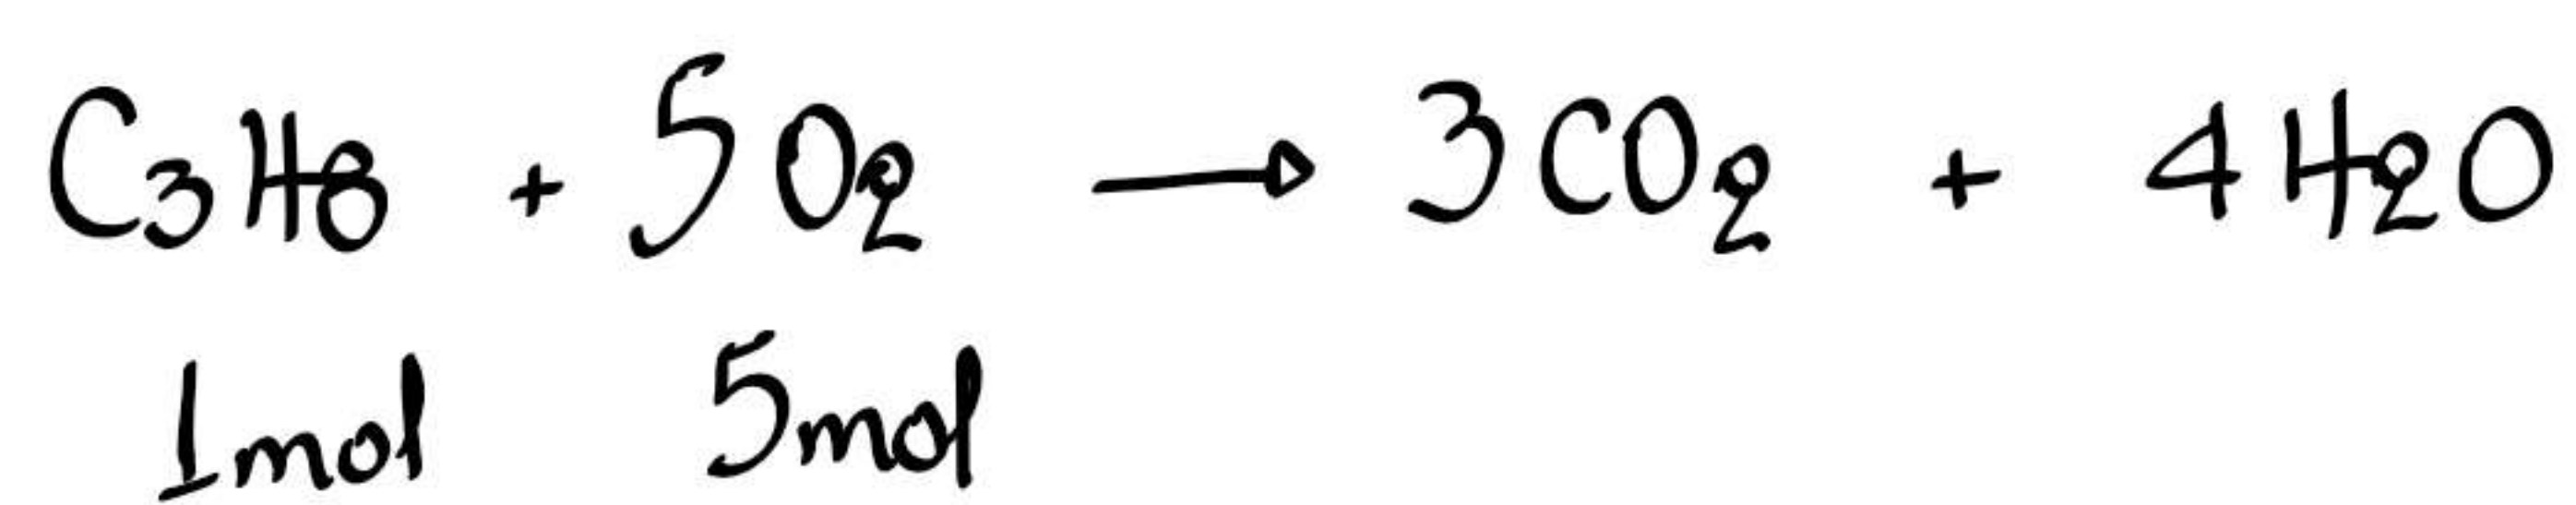 C3H8 + 5O2 → 3CO2 + 4H2O
1mol 5mol